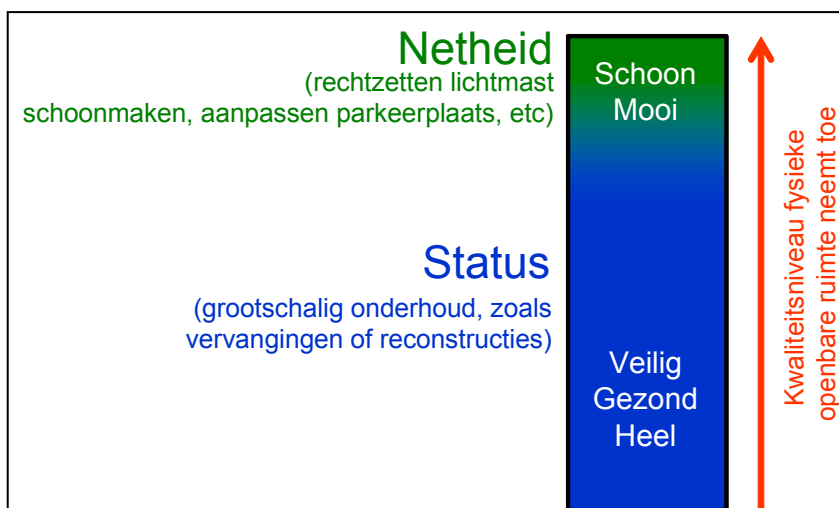 Netheid
(rechtzetten lichtmast
schoonmaken, aanpassen parkeerplaats, etc)
Schoon
Mooi
Status
(grootschalig onderhoud, zoals
vervangingen of reconstructies)
Veilig
Gezond
Heel
Kwaliteitsniveau fysieke
openbare ruimte neemt toe